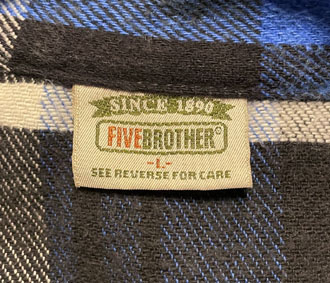 SINCE 1890
FIVEBROTHER©
-L-
SEE REVERSE FOR CARE